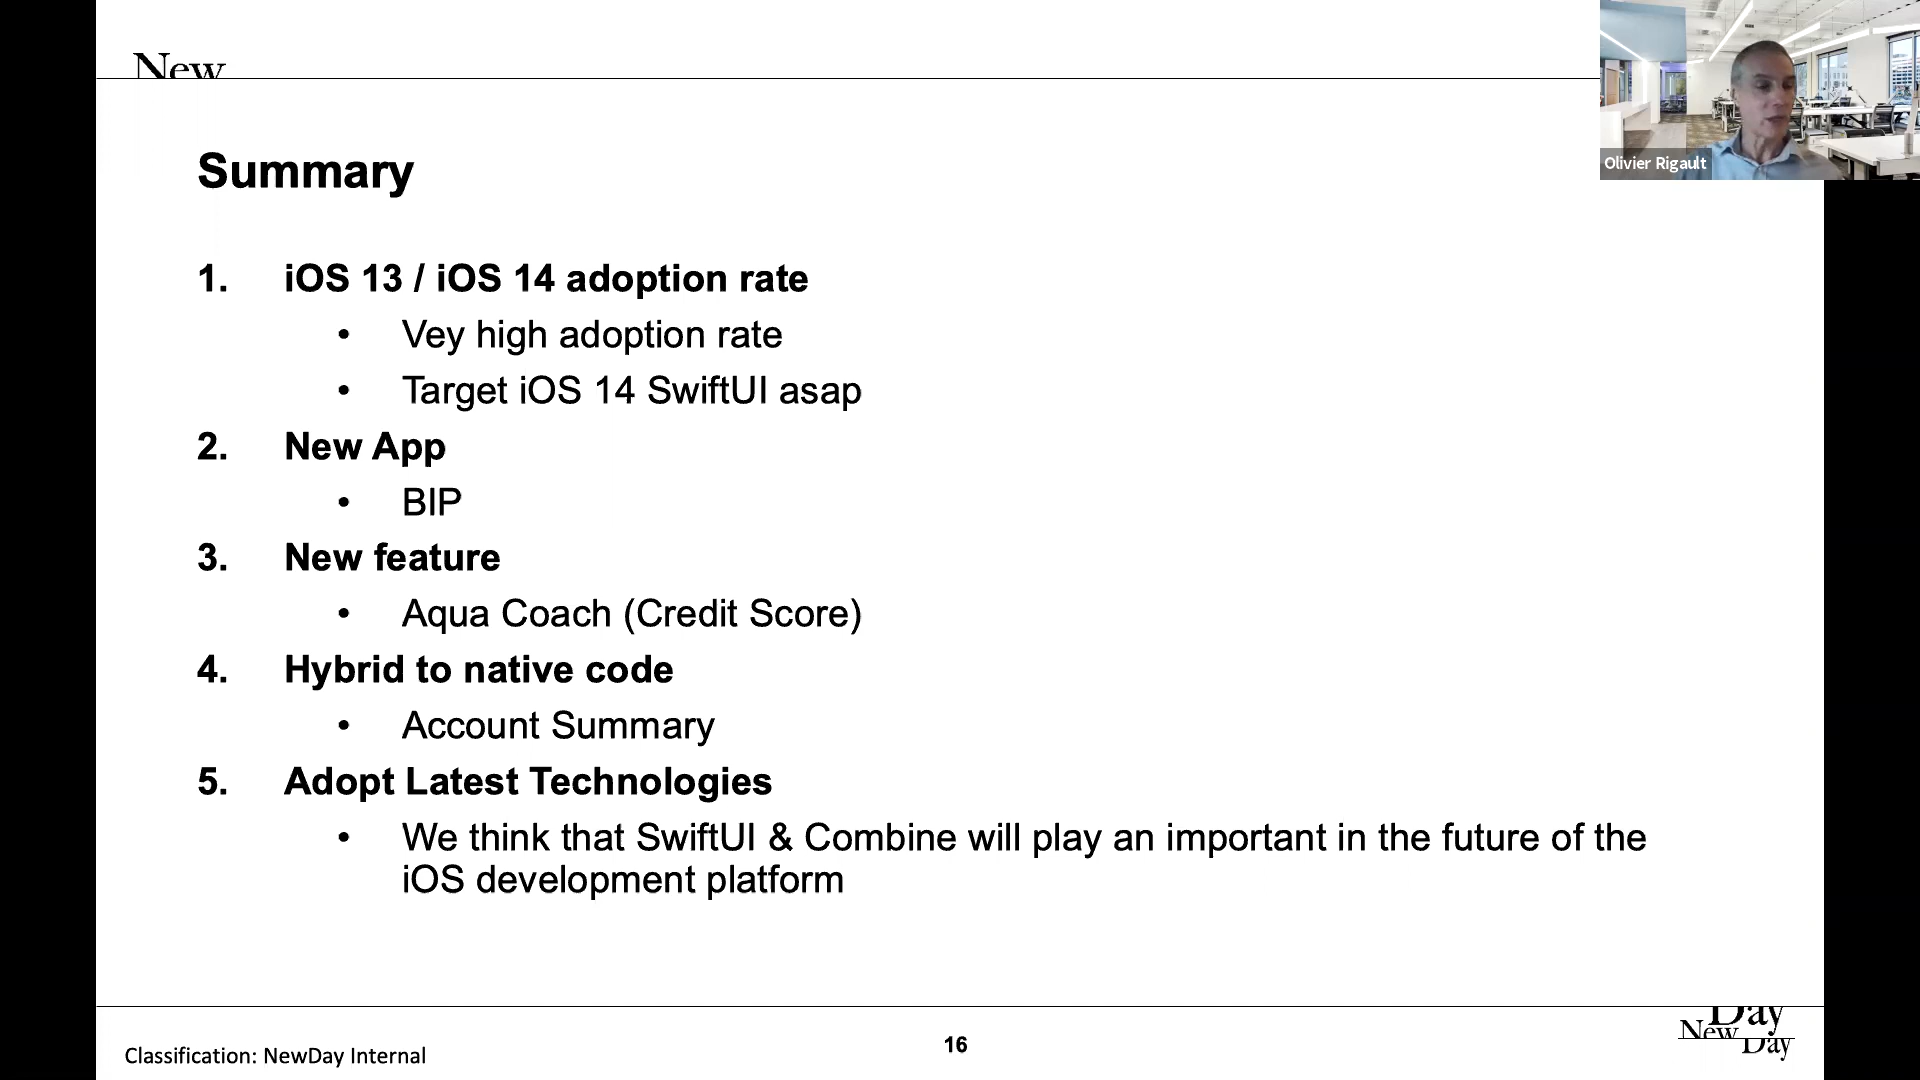 New
Olivier Rigault
Summary
1. iOS 13 / iOS 14 adoption rate
• Vey high adoption rate
• Target iOS 14 SwiftUI asap
2. New App
• BIP
3. New feature
• Aqua Coach (Credit Score)
4. Hybrid to native code
• Account Summary
5. Adopt Latest Technologies
• We think that SwiftUI & Combine will play an important in the future of the
iOS development platform
Day
New
Day
16
Classification: NewDay Internal